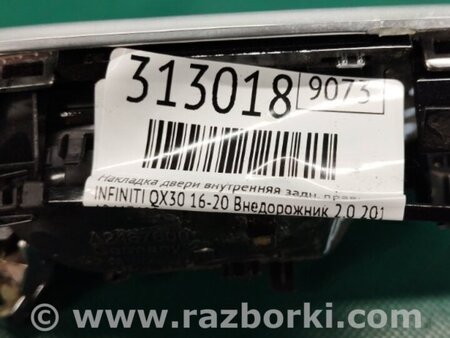 313018 9073
Накладка двери внутренняя задн. прав
INFINITI QX30 16-20 Внедорожник 2.0 201
© www.razborki.com